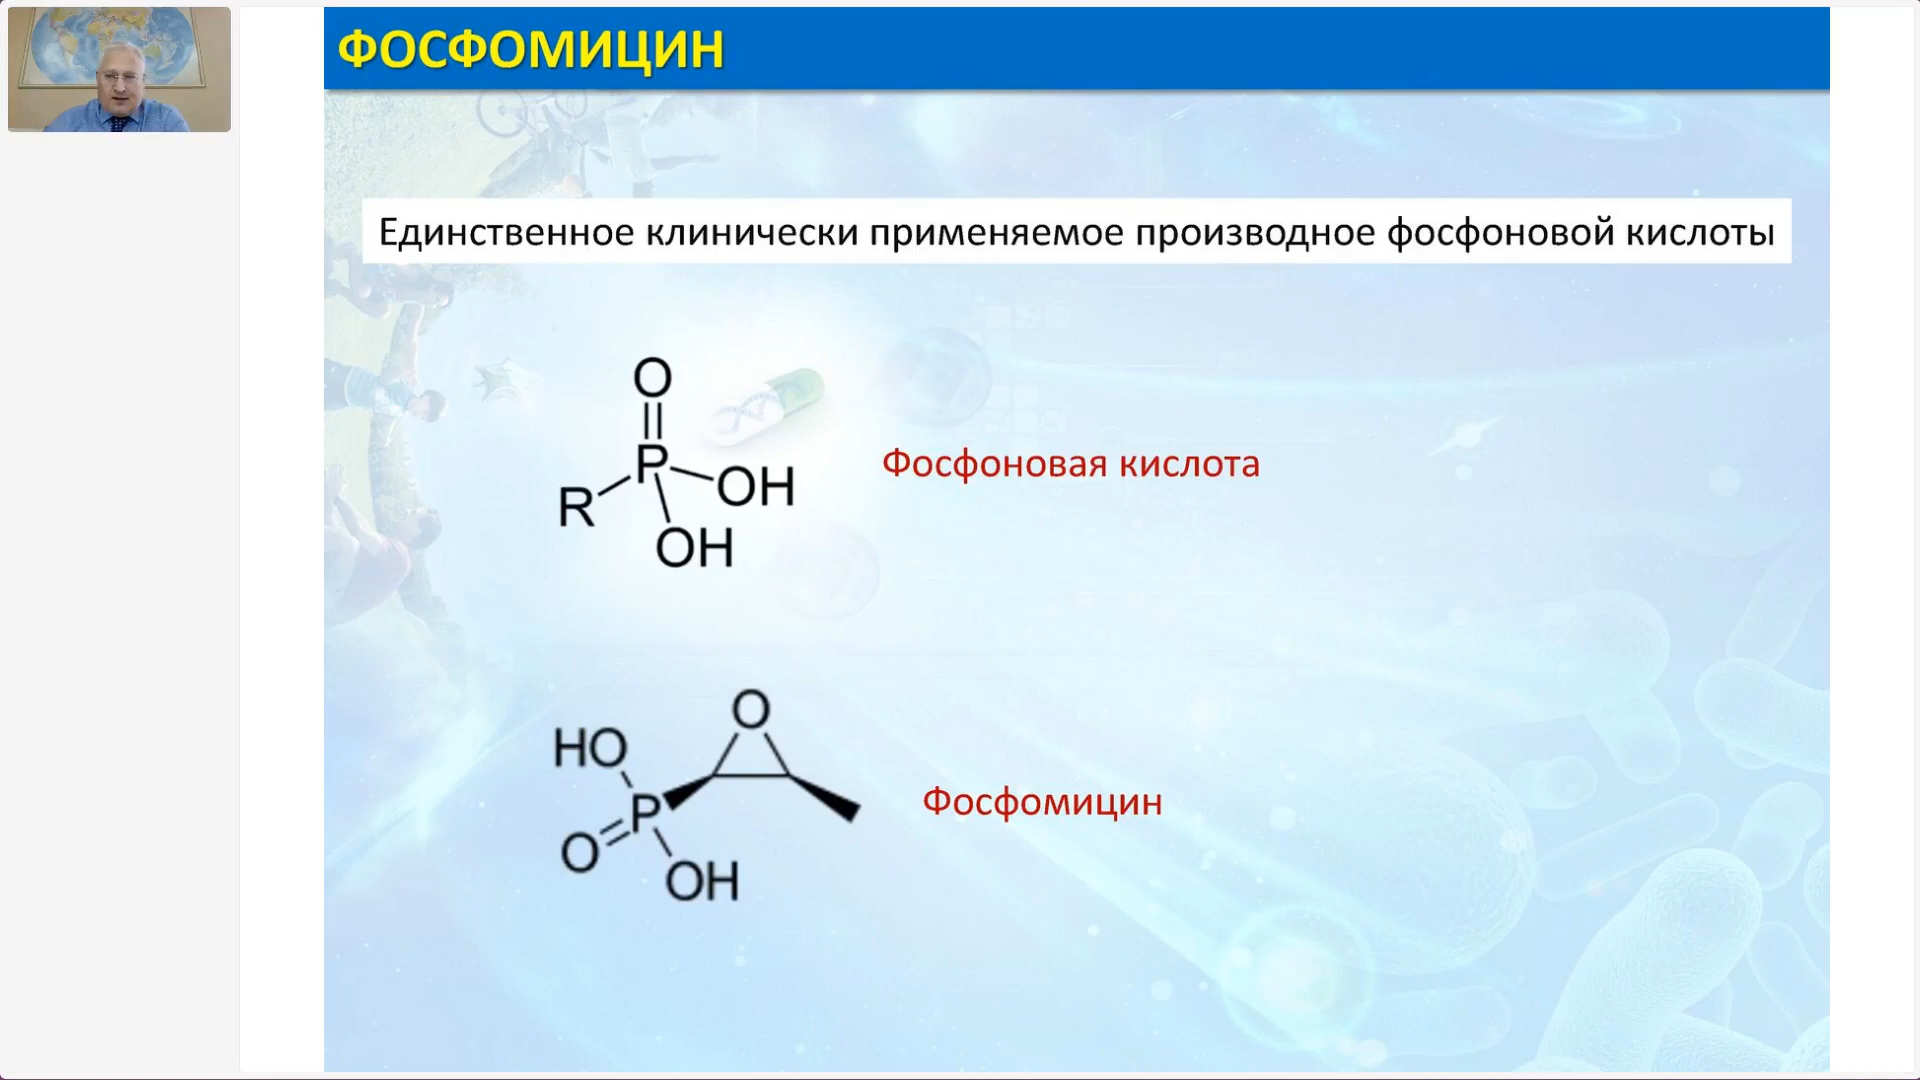 ФОСФОМИЦИН
Единственное клинически применяемое производное фосфоновой кислоты
O
P
R
OH
OH
Фосфоновая кислота
O
HO
P
O
OH
Фосфомицин